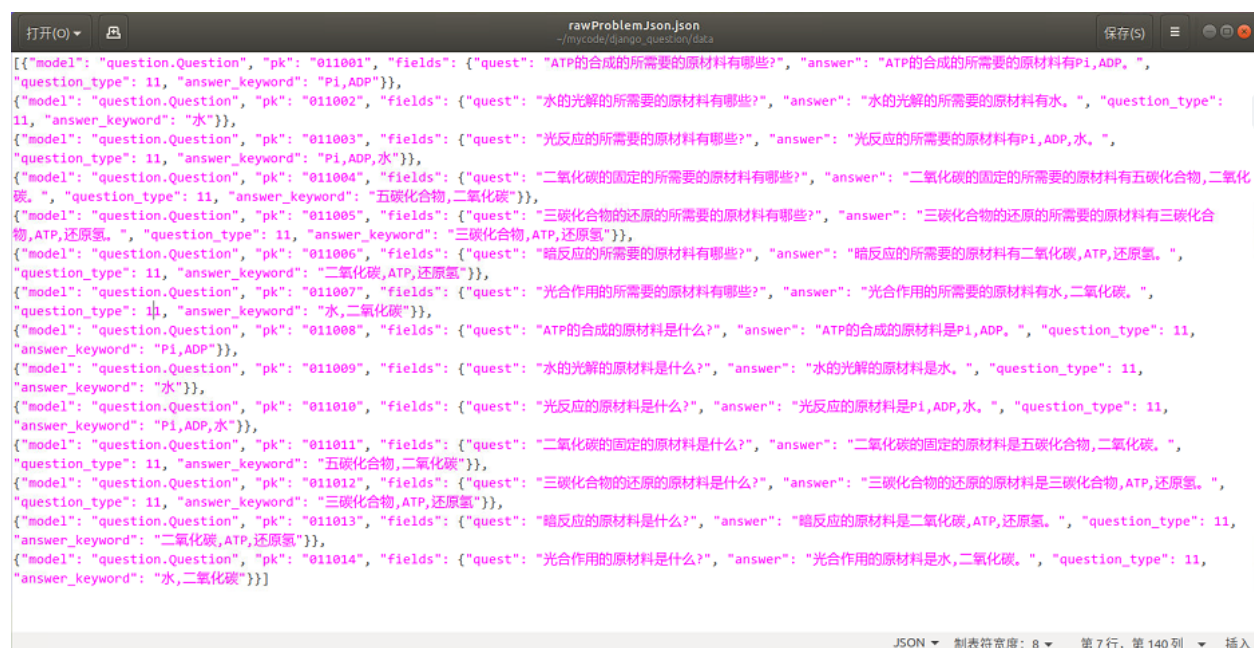 打开(O)
rawProblemJson.json
~/mycode/django_question/data
保存(S)
[{"model": "question.Question", "pk": "011001", "fields": {"quest": "ATP的合成的所需要的原材料有哪些?", "answer": "ATP的合成的所需要的原材料有Pi,ADP。",
"question_type": 11, "answer_keyword": "Pi,ADP"}},
{"model": "question.Question", "pk": "011002", "fields": {"quest": "水的光解的所需要的原材料有哪些?", "answer": "水的光解的所需要的原材料有水。", "question_type":
11, "answer_keyword": "水"}},
{"model": "question.Question", "pk": "011003", "fields": {"quest": "光反应的所需要的原材料有哪些?", "answer": "光反应的所需要的原材料有Pi,ADP,水。",
"question_type": 11, "answer_keyword": "Pi,ADP,水"}},
{"model": "question.Question", "pk": "011004", "fields": {"quest": "二氧化碳的固定的所需要的原材料有哪些?", "answer": "二氧化碳的固定的所需要的原材料有五碳化合物,二氧化
碳。", "question_type": 11, "answer_keyword": "五碳化合物,二氧化碳"}},
{"model": "question.Question", "pk": "011005", "fields": {"quest": "三碳化合物的还原的所需要的原材料有哪些?", "answer": "三碳化合物的还原的所需要的原材料有三碳化合
物,ATP,还原氢。", "question_type": 11, "answer_keyword": "三碳化合物,ATP,还原氢"}},
{"model": "question.Question", "pk": "011006", "fields": {"quest": "暗反应的所需要的原材料有哪些?", "answer": "暗反应的所需要的原材料有二氧化碳,ATP,还原氢。",
"question_type": 11, "answer_keyword": "二氧化碳,ATP,还原氢"}},
{"model": "question.Question", "pk": "011007", "fields": {"quest": "光合作用的所需要的原材料有哪些?", "answer": "光合作用的所需要的原材料有水,二氧化碳。",
"question_type": 11, "answer_keyword": "水,二氧化碳"}},
{"model": "question.Question", "pk": "011008", "fields": {"quest": "ATP的合成的原材料是什么?", "answer": "ATP的合成的原材料是Pi,ADP。", "question_type": 11,
"answer_keyword": "Pi,ADP"}},
{"model": "question.Question", "pk": "011009", "fields": {"quest": "水的光解的原材料是什么?", "answer": "水的光解的原材料是水。", "question_type": 11,
"answer_keyword": "水"}},
{"model": "question.Question", "pk": "011010", "fields": {"quest": "光反应的原材料是什么?", "answer": "光反应的原材料是Pi,ADP,水。", "question_type": 11,
"answer_keyword": "Pi,ADP,水"}},
{"model": "question.Question", "pk": "011011", "fields": {"quest": "二氧化碳的固定的原材料是什么?", "answer": "二氧化碳的固定的原材料是五碳化合物,二氧化碳。",
"question_type": 11, "answer_keyword": "五碳化合物,二氧化碳"}},
{"model": "question.Question", "pk": "011012", "fields": {"quest": "三碳化合物的还原的原材料是什么?", "answer": "三碳化合物的还原的原材料是三碳化合物,ATP,还原氢。",
"question_type": 11, "answer_keyword": "三碳化合物,ATP,还原氢"}},
{"model": "question.Question", "pk": "011013", "fields": {"quest": "暗反应的原材料是什么?", "answer": "暗反应的原材料是二氧化碳,ATP,还原氢。", "question_type": 11,
"answer_keyword": "二氧化碳,ATP,还原氢"}},
{"model": "question.Question", "pk": "011014", "fields": {"quest": "光合作用的原材料是什么?", "answer": "光合作用的原材料是水,二氧化碳。", "question_type": 11,
"answer_keyword": "水,二氧化碳"}}]
JSON 制表符宽度: 8 第 7 行, 第 140 列 插入